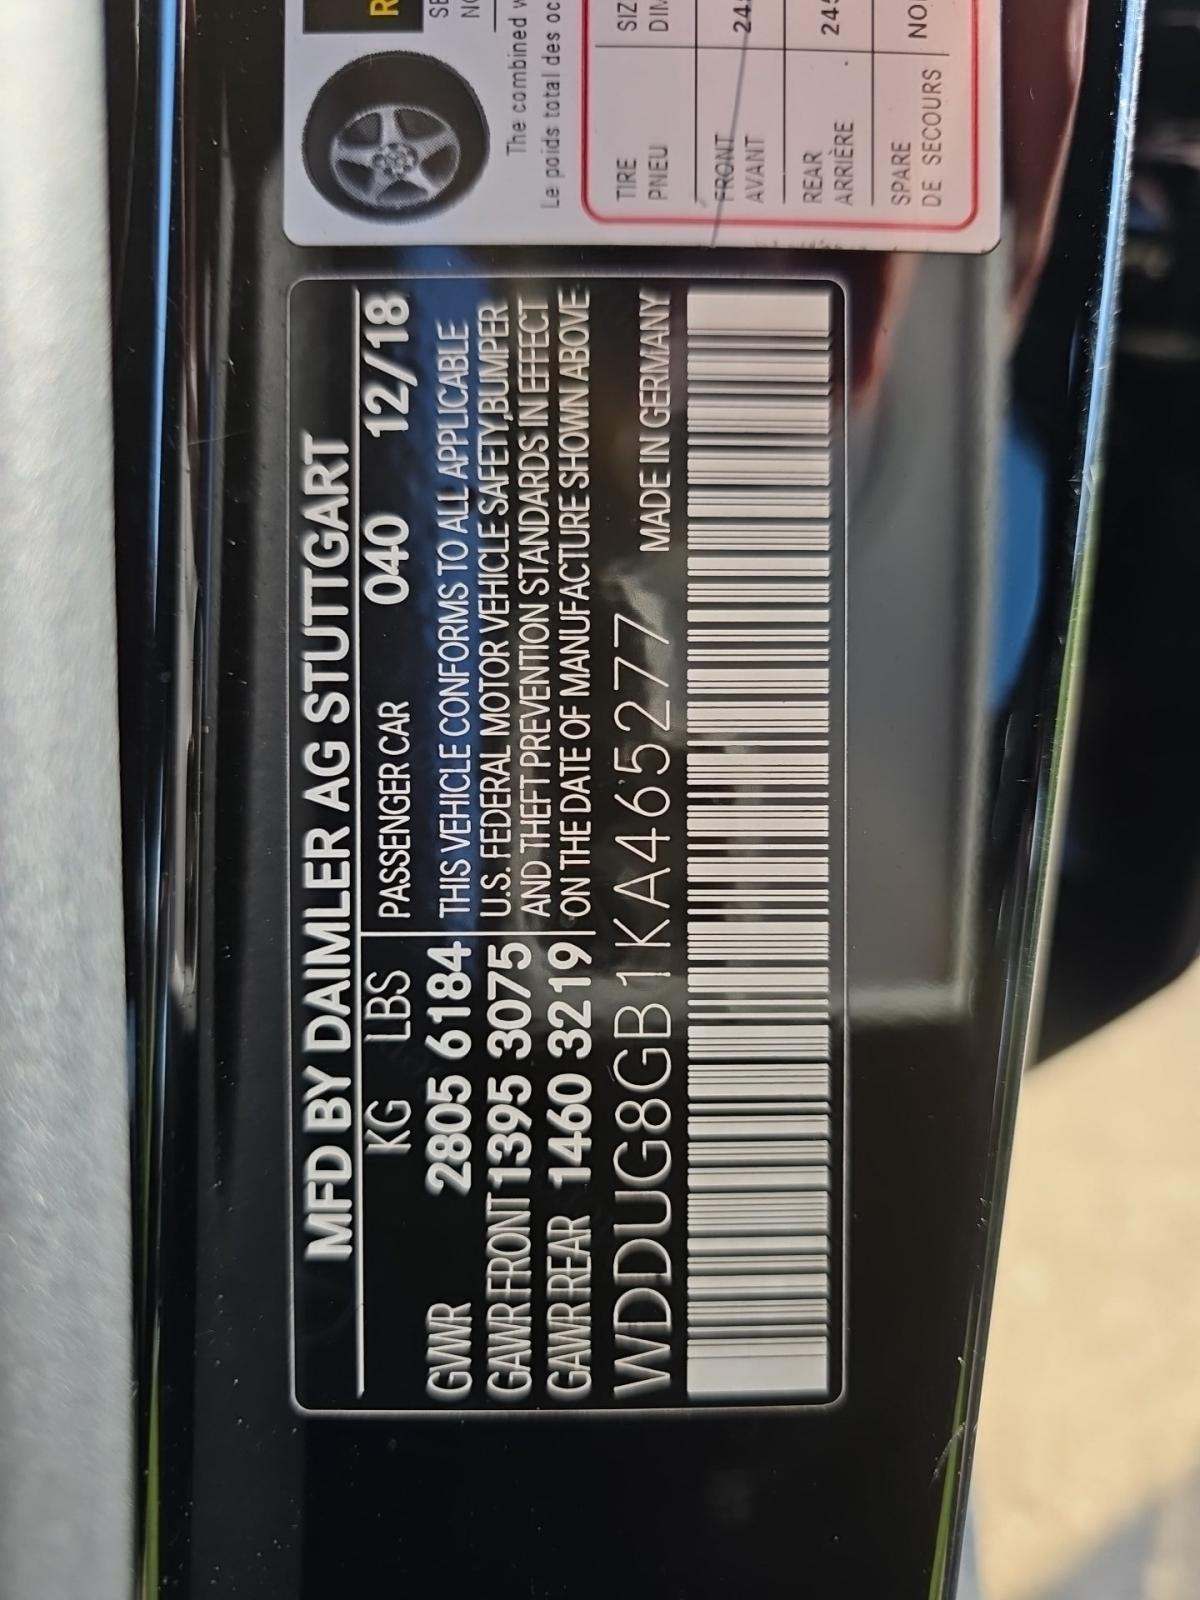 MFD BY DAIMLER AG STUTTGART
KG LBS PASSENGER CAR 040 12/18
GVWR 2805 6184 THIS VEHICLE CONFORMS TO ALL APPLICABLE
U.S. FEDERAL MOTOR VEHICLE SAFETY,BUMPER
GAWR FRONT 1395 3075 AND THEFT PREVENTION STANDARDS IN EFFECT
GAWR REAR 1460 3219 ON THE DATE OF MANUFACTURE SHOWN ABOVE
WDDUG8GB1KA465277 MADE IN GERMANY
The combined
Le poids total des
TIRE
PNEU
FRONT
AVANT
REAR
ARRIÈRE
SPARE
DE SECOURS